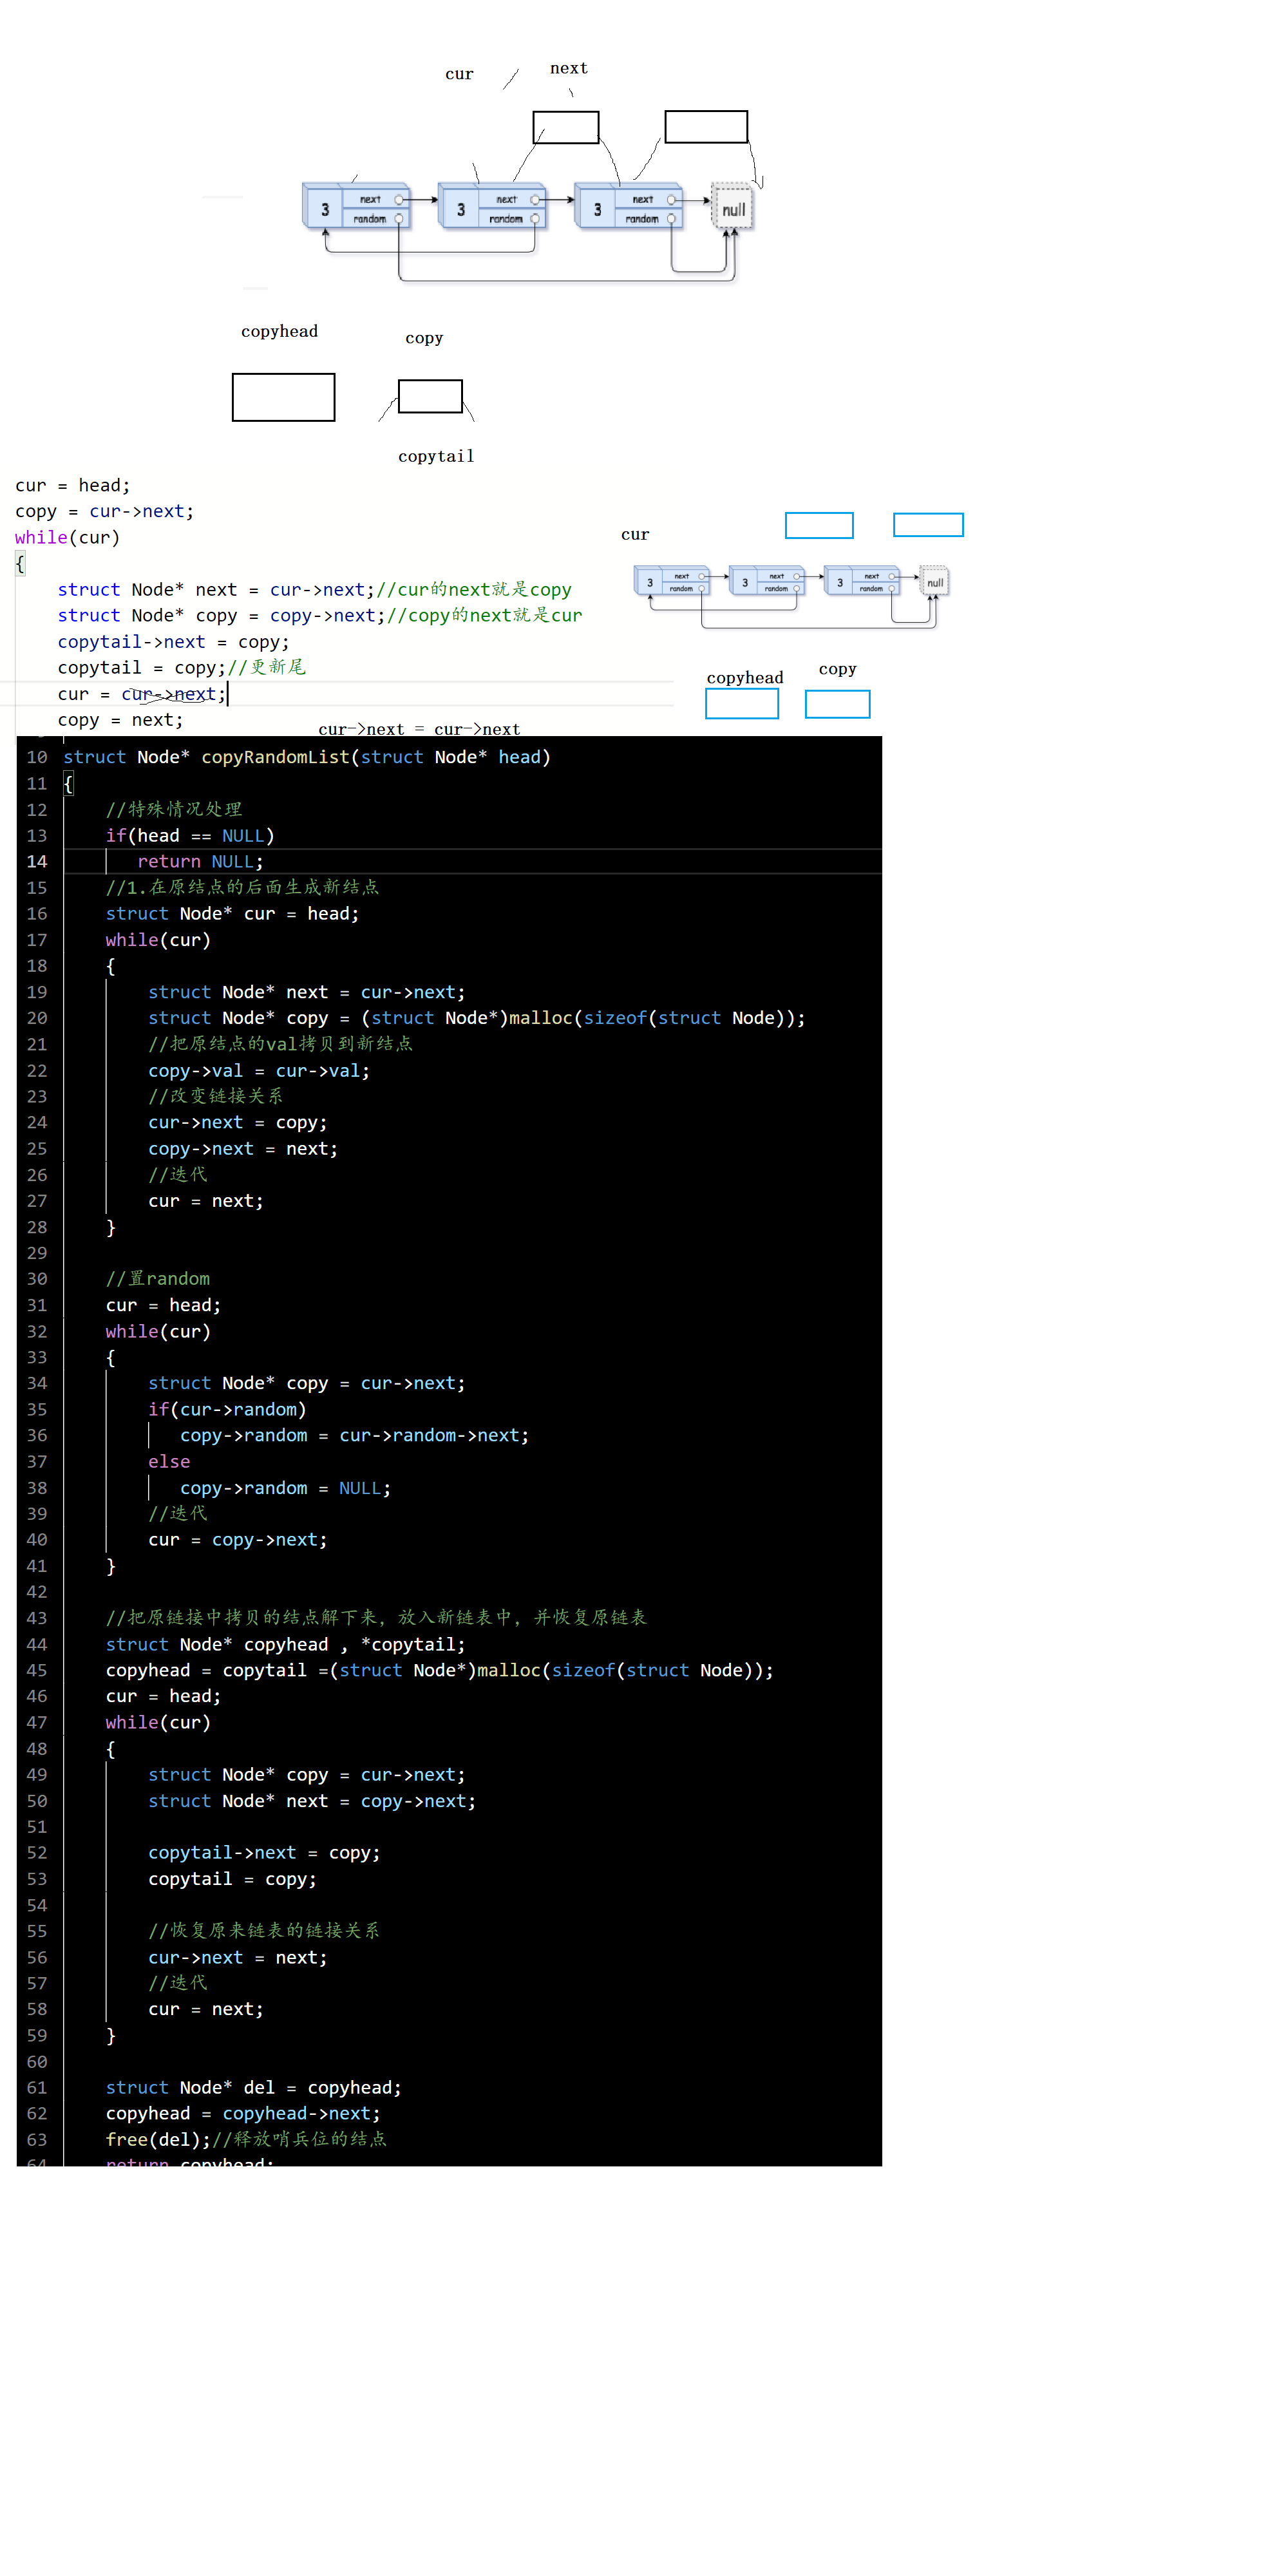 cur
next
3
next
random
3
next
random
3
next
random
null
copyhead
copy
copytail
cur = head;
copy = cur->next;
while(cur)
{
struct Node* next = cur->next;//cur的next就是copy
struct Node* copy = copy->next;//copy的next就是cur
copytail->next = copy;
copytail = copy;//更新尾
cur = cur->next;
copy = next;
cur->next = cur->next
cur
3
next
random
3
next
random
3
next
random
null
copyhead
copy
10 struct Node* copyRandomList(struct Node* head)
11 {
12 //特殊情况处理
13 if(head == NULL)
14 return NULL;
15 //1.在原结点的后面生成新结点
16 struct Node* cur = head;
17 while(cur)
18 {
19 struct Node* next = cur->next;
20 struct Node* copy = (struct Node*)malloc(sizeof(struct Node));
21 //把原结点的val拷贝到新结点
22 copy->val = cur->val;
23 //改变链接关系
24 cur->next = copy;
25 copy->next = next;
26 //迭代
27 cur = next;
28 }
29
30 //置random
31 cur = head;
32 while(cur)
33 {
34 struct Node* copy = cur->next;
35 if(cur->random)
36 copy->random = cur->random->next;
37 else
38 copy->random = NULL;
39 //迭代
40 cur = copy->next;
41 }
42
43 //把原链接中拷贝的结点解下来，放入新链表中，并恢复原链表
44 struct Node* copyhead , *copytail;
45 copyhead = copytail =(struct Node*)malloc(sizeof(struct Node));
46 cur = head;
47 while(cur)
48 {
49 struct Node* copy = cur->next;
50 struct Node* next = copy->next;
51
52 copytail->next = copy;
53 copytail = copy;
54
55 //恢复原来链表的链接关系
56 cur->next = next;
57 //迭代
58 cur = next;
59 }
60
61 struct Node* del = copyhead;
62 copyhead = copyhead->next;
63 free(del);//释放哨兵位的结点
64 return copyhead;